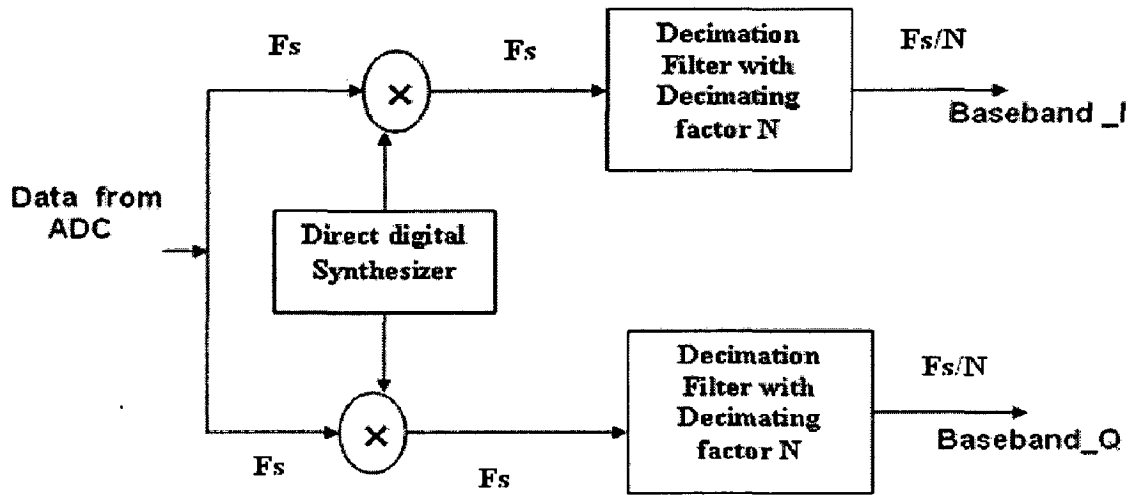 Fs
×
Fs
Decimation
Filter with
Decimating
factor N
Fs/N
Baseband _I
Data from
ADC
Direct digital
Synthesizer
Decimation
Filter with
Decimating
factor N
Fs/N
×
Fs
Fs
Baseband_Q